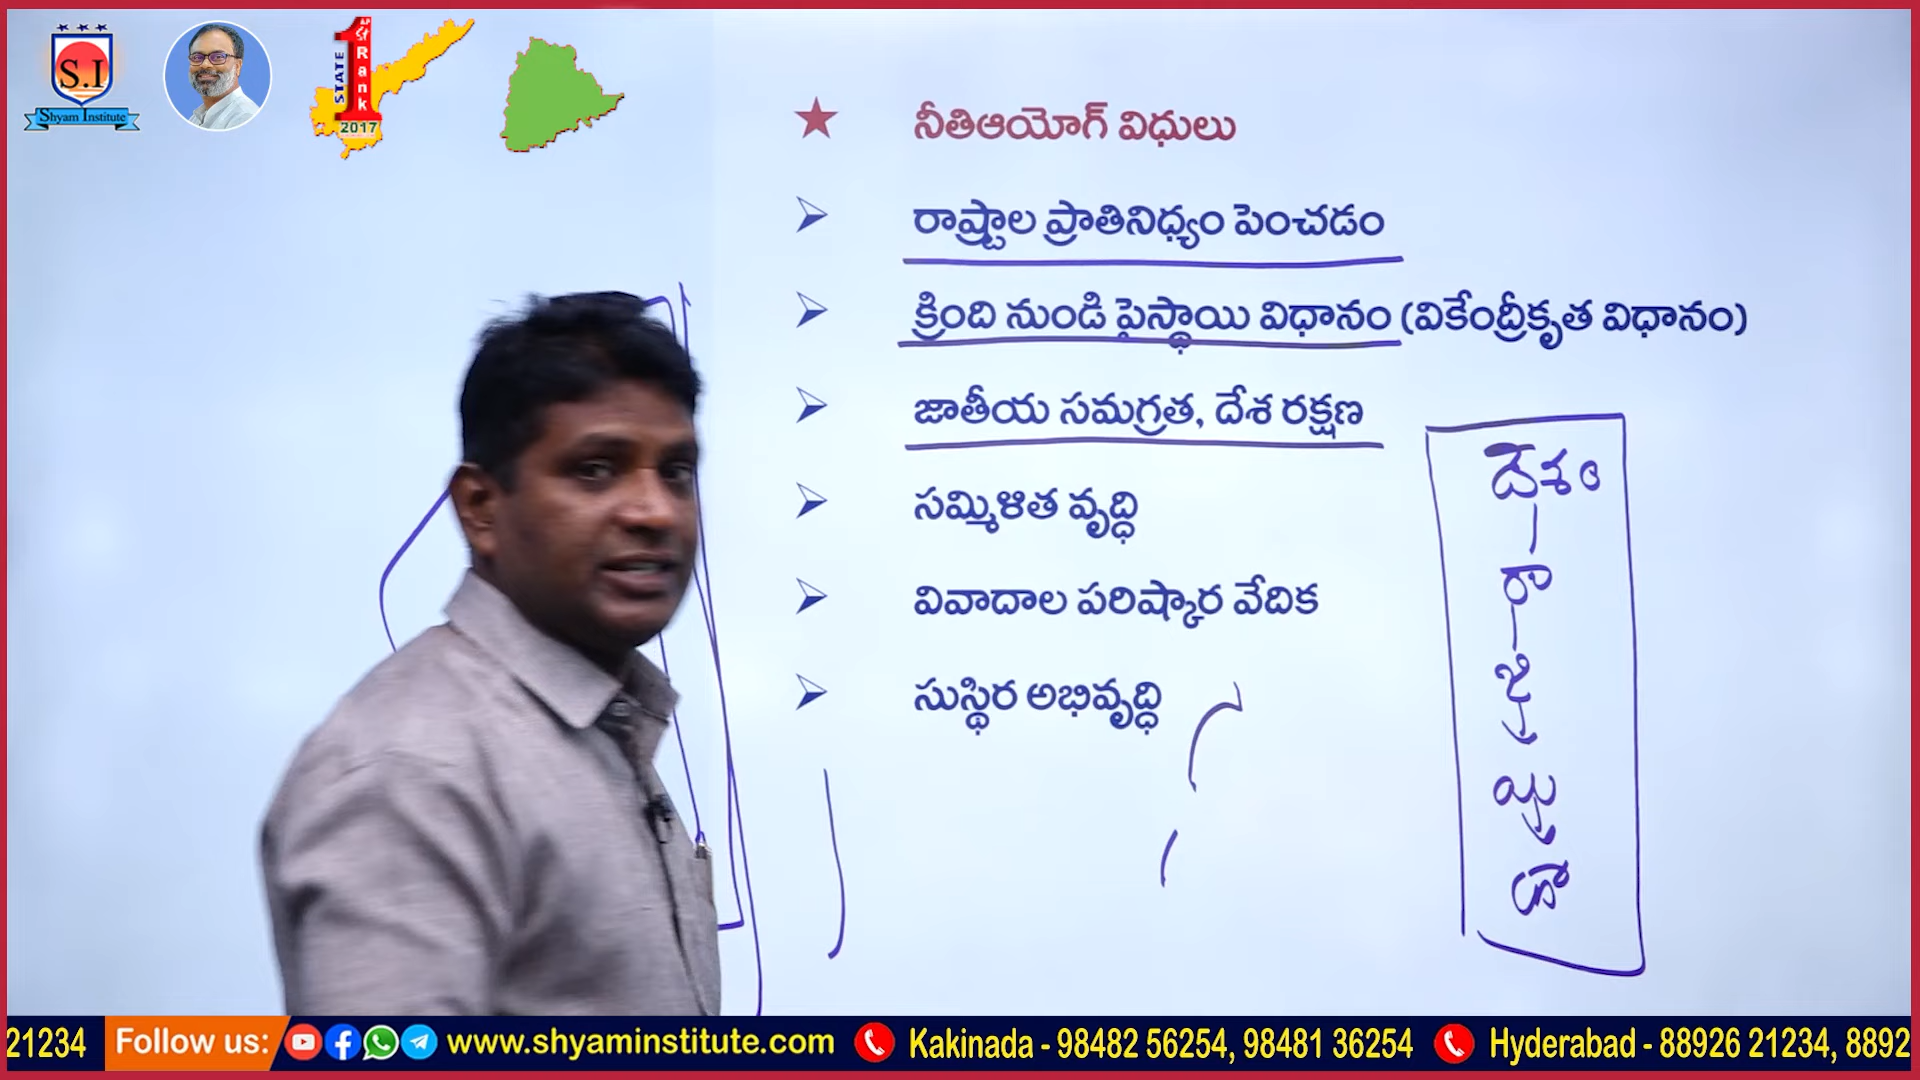 S.I
Shyam Institute
STATE
1st
A.P
Rank
2017
నీతిఆయోగ్ విధులు
రాష్ట్రాల ప్రాతినిధ్యం పెంచడం
క్రింది నుండి పైస్థాయి విధానం (వికేంద్రీకృత విధానం)
జాతీయ సమగ్రత, దేశ రక్షణ
సమ్మిళిత వృద్ధి
వివాదాల పరిష్కార వేదిక
సుస్థిర అభివృద్ధి
దేశం
రా
జి
మ
గ్రా
21234
Follow us:
www.shyaminstitute.com
Kakinada - 98482 56254, 98481 36254
Hyderabad - 88926 21234, 8892